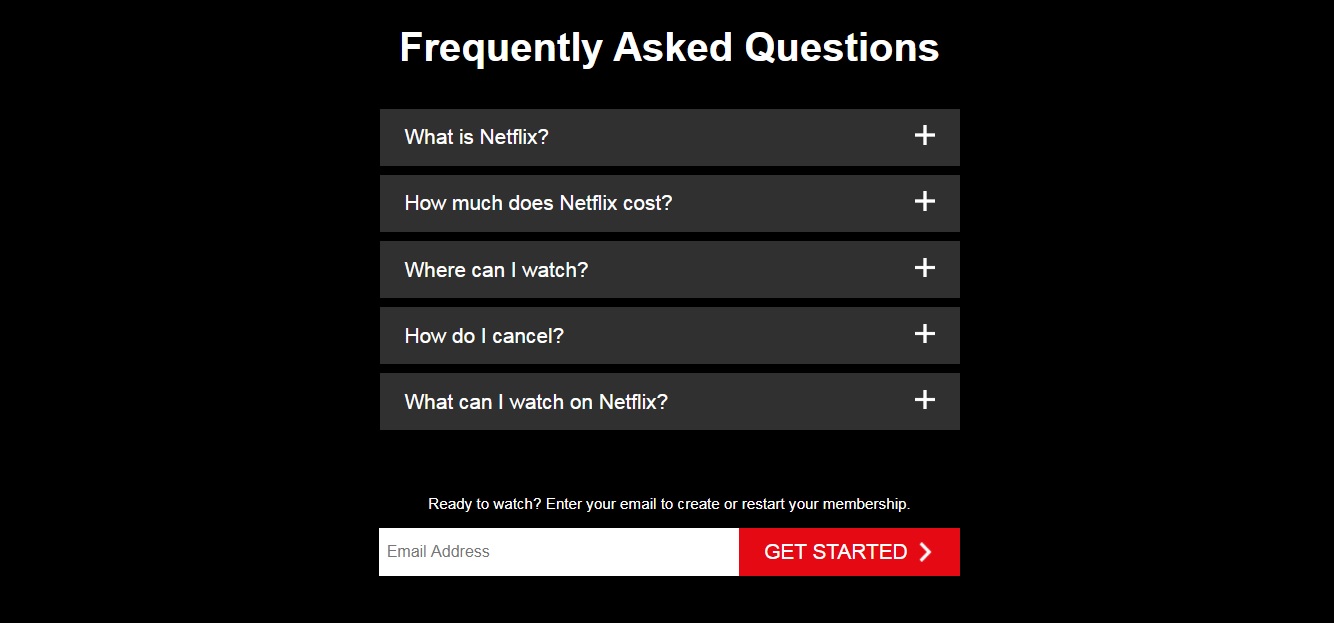 Frequently Asked Questions
What is Netflix?
How much does Netflix cost?
Where can I watch?
How do I cancel?
What can I watch on Netflix?
Ready to watch? Enter your email to create or restart your membership.
Email Address
GET STARTED